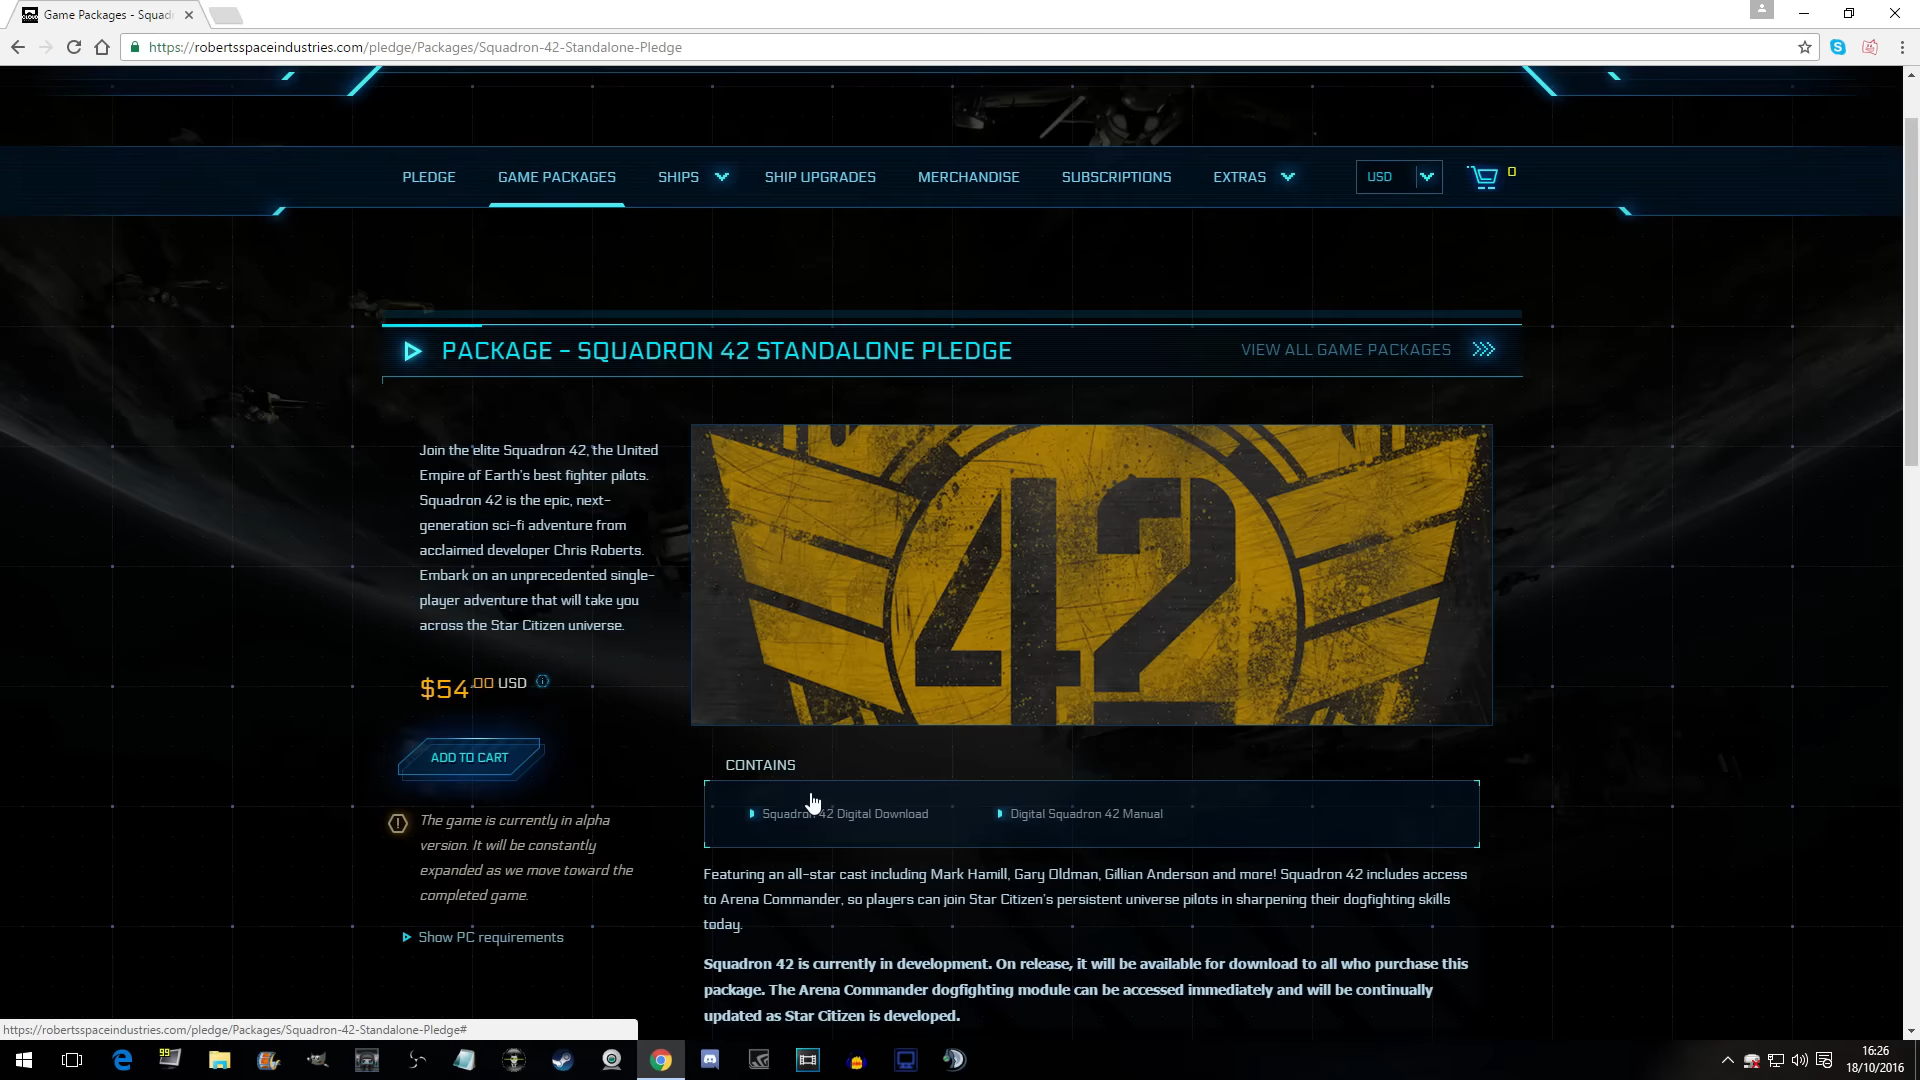 Game Packages - Squad
https://robertsspaceindustries.com/pledge/Packages/Squadron-42-Standalone-Pledge
PLEDGE GAME PACKAGES SHIPS SHIP UPGRADES MERCHANDISE SUBSCRIPTIONS EXTRAS USD 0
PACKAGE - SQUADRON 42 STANDALONE PLEDGE VIEW ALL GAME PACKAGES
Join the elite Squadron 42, the United
Empire of Earth's best fighter pilots.
Squadron 42 is the epic, next-
generation sci-fi adventure from
acclaimed developer Chris Roberts.
Embark on an unprecedented single-
player adventure that will take you
across the Star Citizen universe.
$54.00 USD
ADD TO CART
The game is currently in alpha
version. It will be constantly
expanded as we move toward the
completed game.
Show PC requirements
42
CONTAINS
Squadron 42 Digital Download Digital Squadron 42 Manual
Featuring an all-star cast including Mark Hamill, Gary Oldman, Gillian Anderson and more! Squadron 42 includes access
to Arena Commander, so players can join Star Citizen's persistent universe pilots in sharpening their dogfighting skills
today.
Squadron 42 is currently in development. On release, it will be available for download to all who purchase this
package. The Arena Commander dogfighting module can be accessed immediately and will be continually
updated as Star Citizen is developed.
https://robertsspaceindustries.com/pledge/Packages/Squadron-42-Standalone-Pledge#
99
16:26
18/10/2016